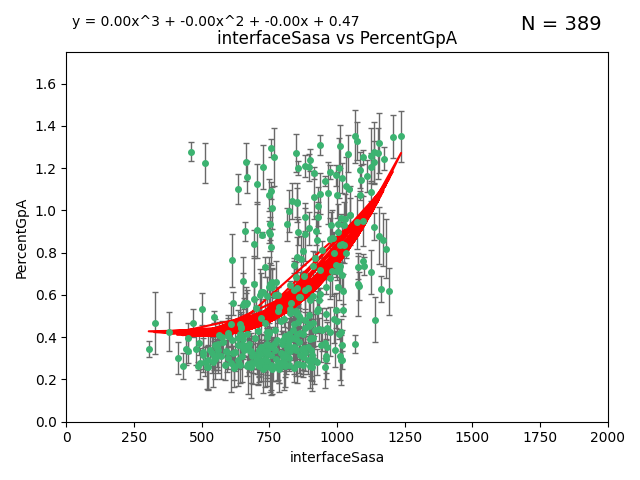 y = 0.00x^3 + -0.00x^2 + -0.00x + 0.47
N = 389
interfaceSasa vs PercentGpA
PercentGpA
1.6
1.4
1.2
1.0
0.8
0.6
0.4
0.2
0.0
0 250 500 750 1000 1250 1500 1750 2000
interfaceSasa